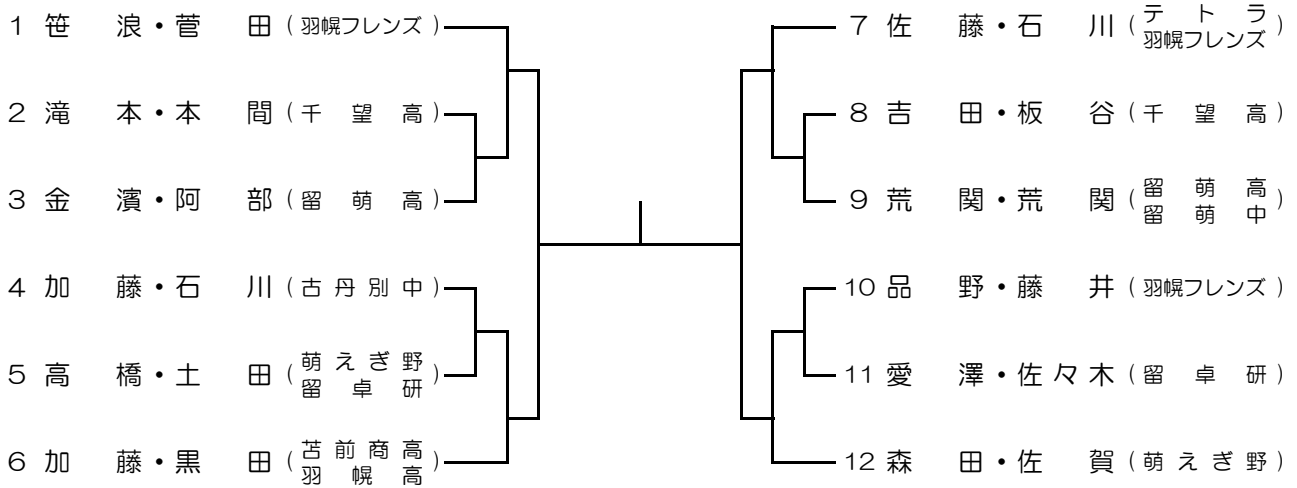 1 笹 浪・菅 田 (羽幌フレンズ)
2 滝 本・本 間 (千 望 高)
3 金 濱・阿 部 (留 萌 高)
4 加 藤・石 川 (古 丹 別 中)
5 高 橋・土 田 (萌 え ぎ 野
留 卓 研)
6 加 藤・黒 田 (苫 前 商 高
羽 幌 高)
7 佐 藤・石 川 (テ ト ラ
羽幌フレンズ)
8 吉 田・板 谷 (千 望 高)
9 荒 関・荒 関 (留 萌 高
留 萌 中)
10 品 野・藤 井 (羽幌フレンズ)
11 愛 澤・佐 々 木 (留 卓 研)
12 森 田・佐 賀 (萌 え ぎ 野)